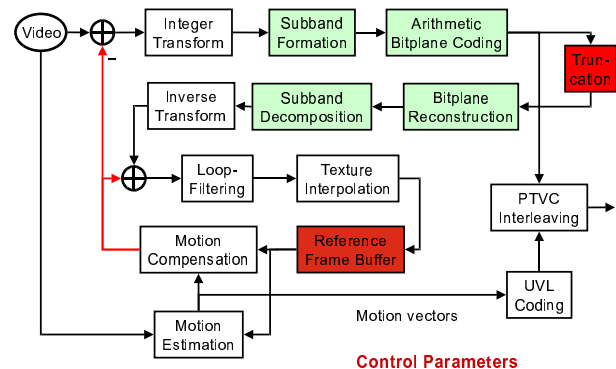 Video
Integer
Transform
Subband
Formation
Arithmetic
Bitplane Coding
Trun-
cation
–
Inverse
Transform
Subband
Decomposition
Bitplane
Reconstruction
Loop-
Filtering
Texture
Interpolation
PTVC
Interleaving
Motion
Compensation
Reference
Frame Buffer
UVL
Coding
Motion vectors
Motion
Estimation
Control Parameters